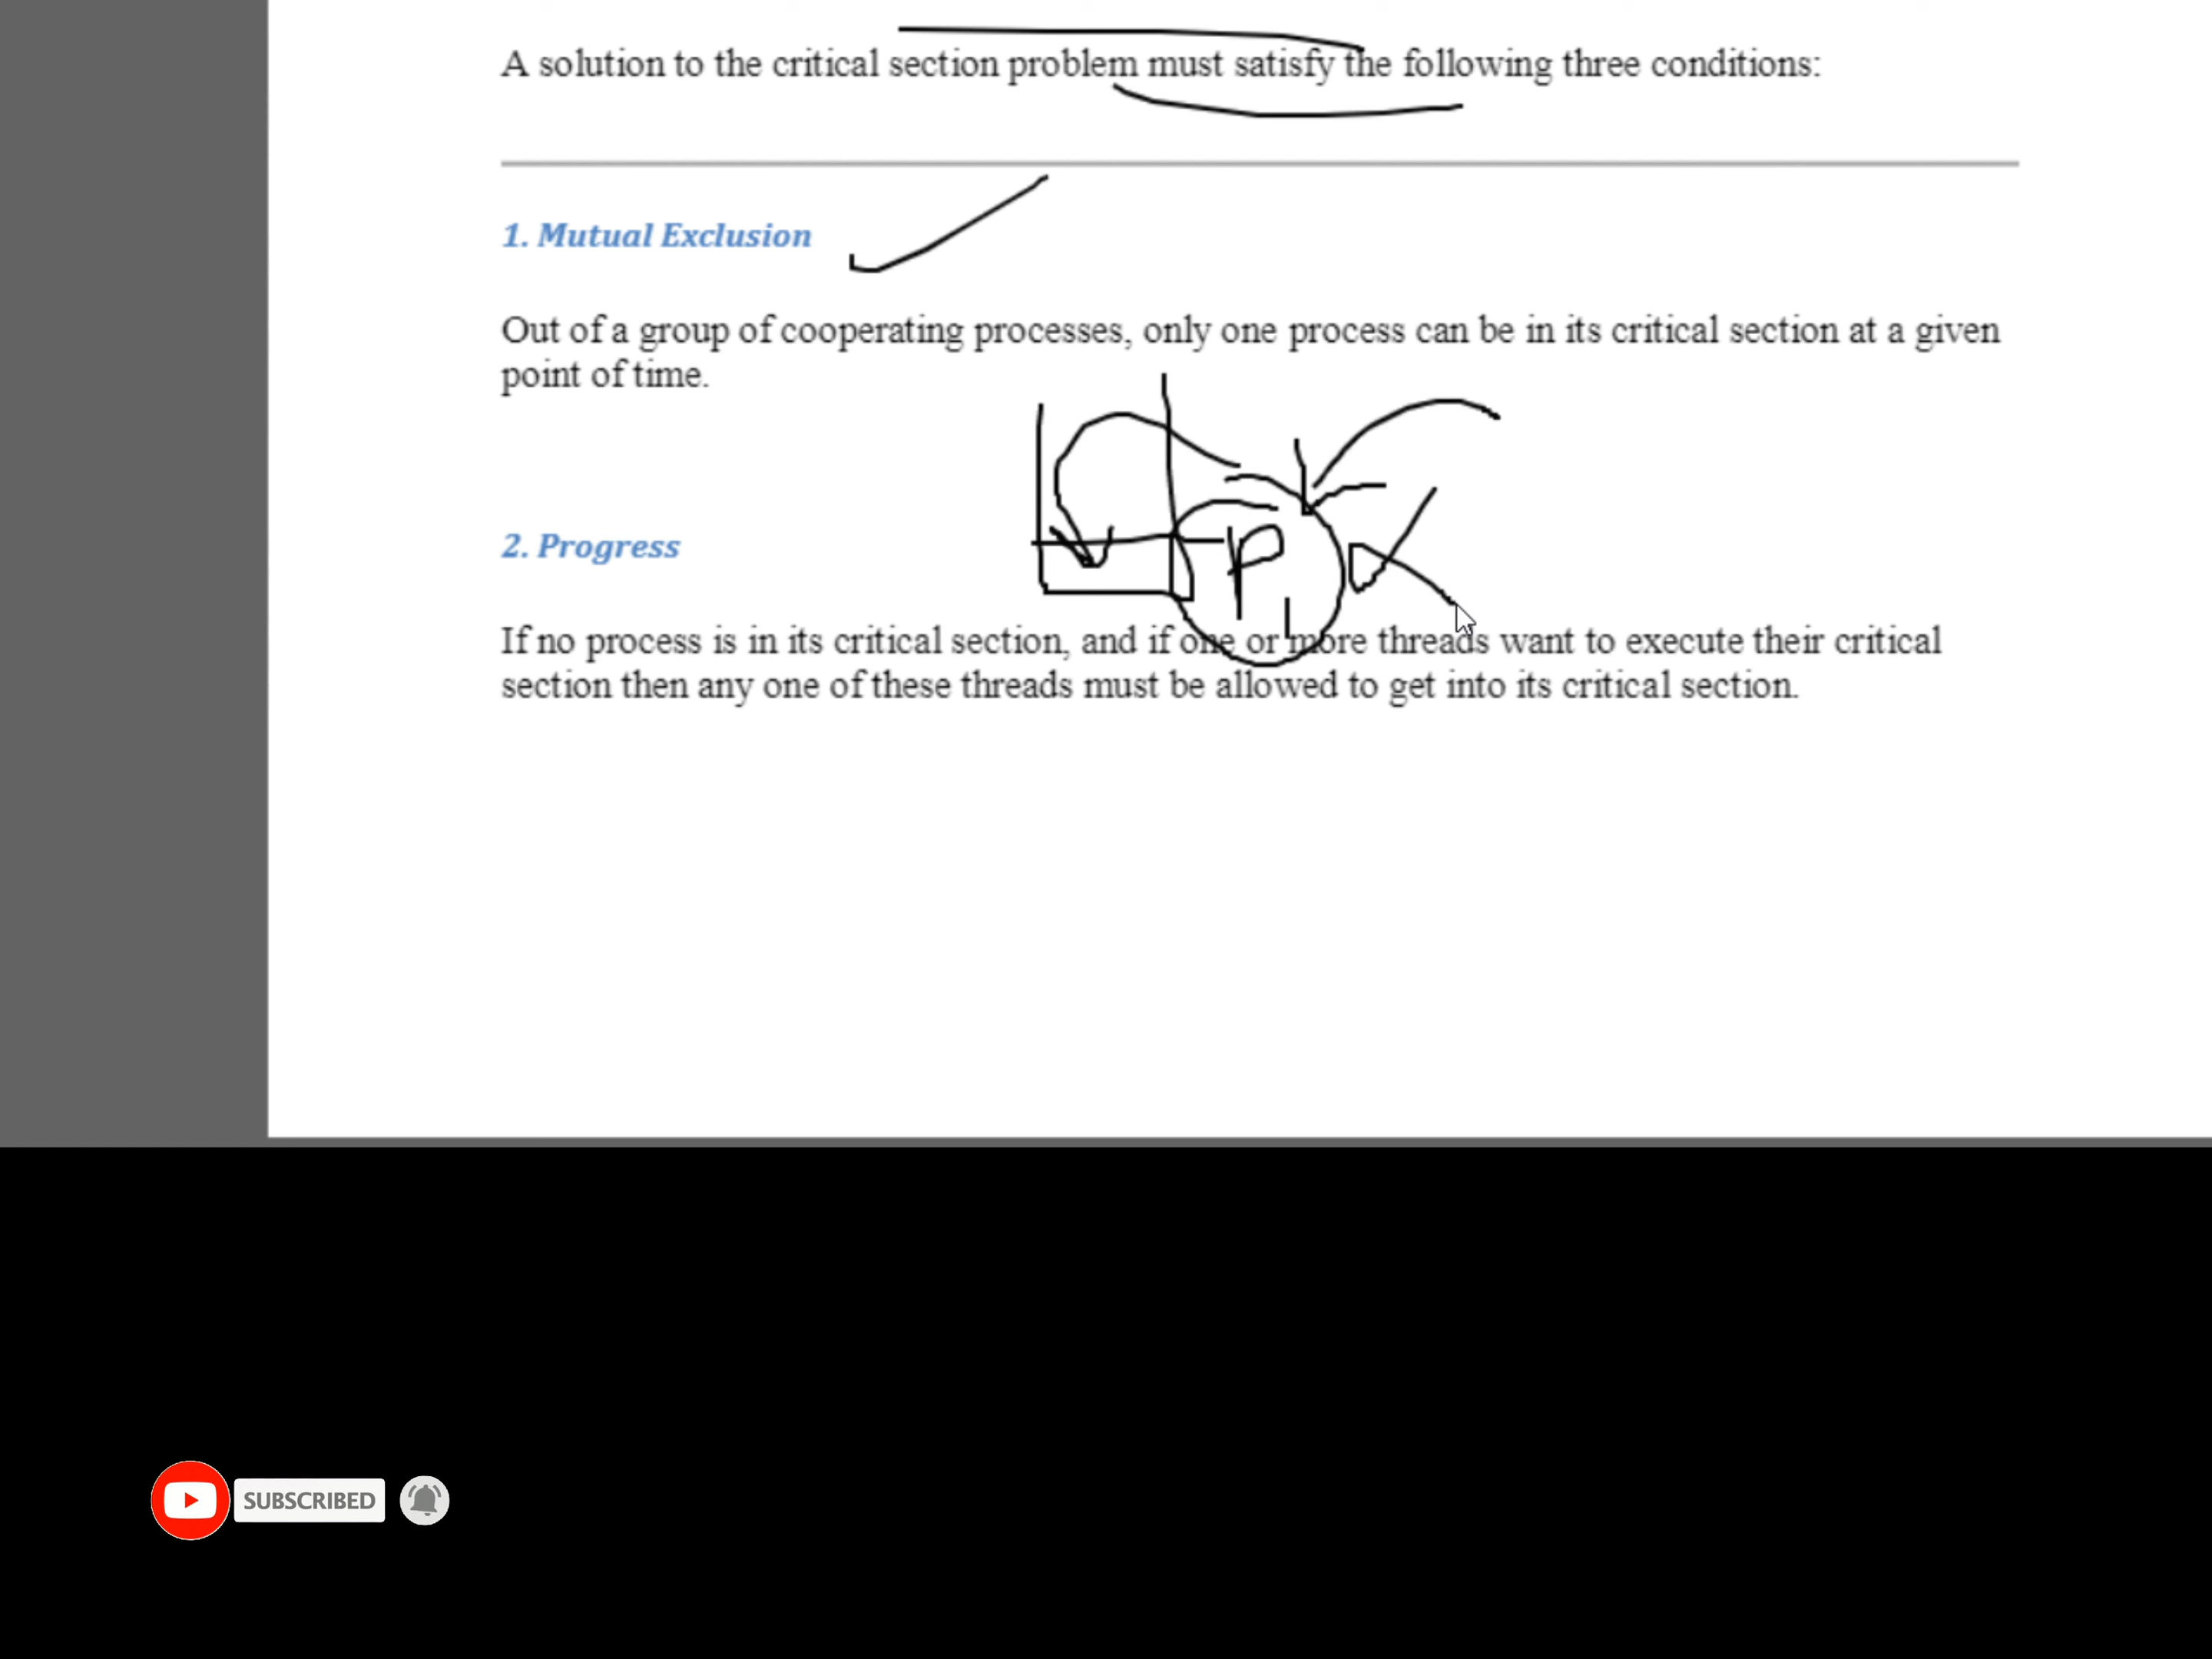 A solution to the critical section problem must satisfy the following three conditions:
1. Mutual Exclusion
Out of a group of cooperating processes, only one process can be in its critical section at a given
point of time.
P1
2. Progress
If no process is in its critical section, and if one or more threads want to execute their critical
section then any one of these threads must be allowed to get into its critical section.
SUBSCRIBED